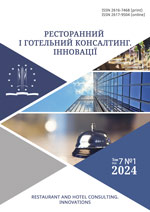 ISSN 2616-7468 (print)
ISSN 2617-9504 (online)
РЕСТОРАННИЙ
І ГОТЕЛЬНИЙ КОНСАЛТИНГ.
ІННОВАЦІЇ
Том 7 №1
2024
RESTAURANT AND HOTEL CONSULTING.
INNOVATIONS